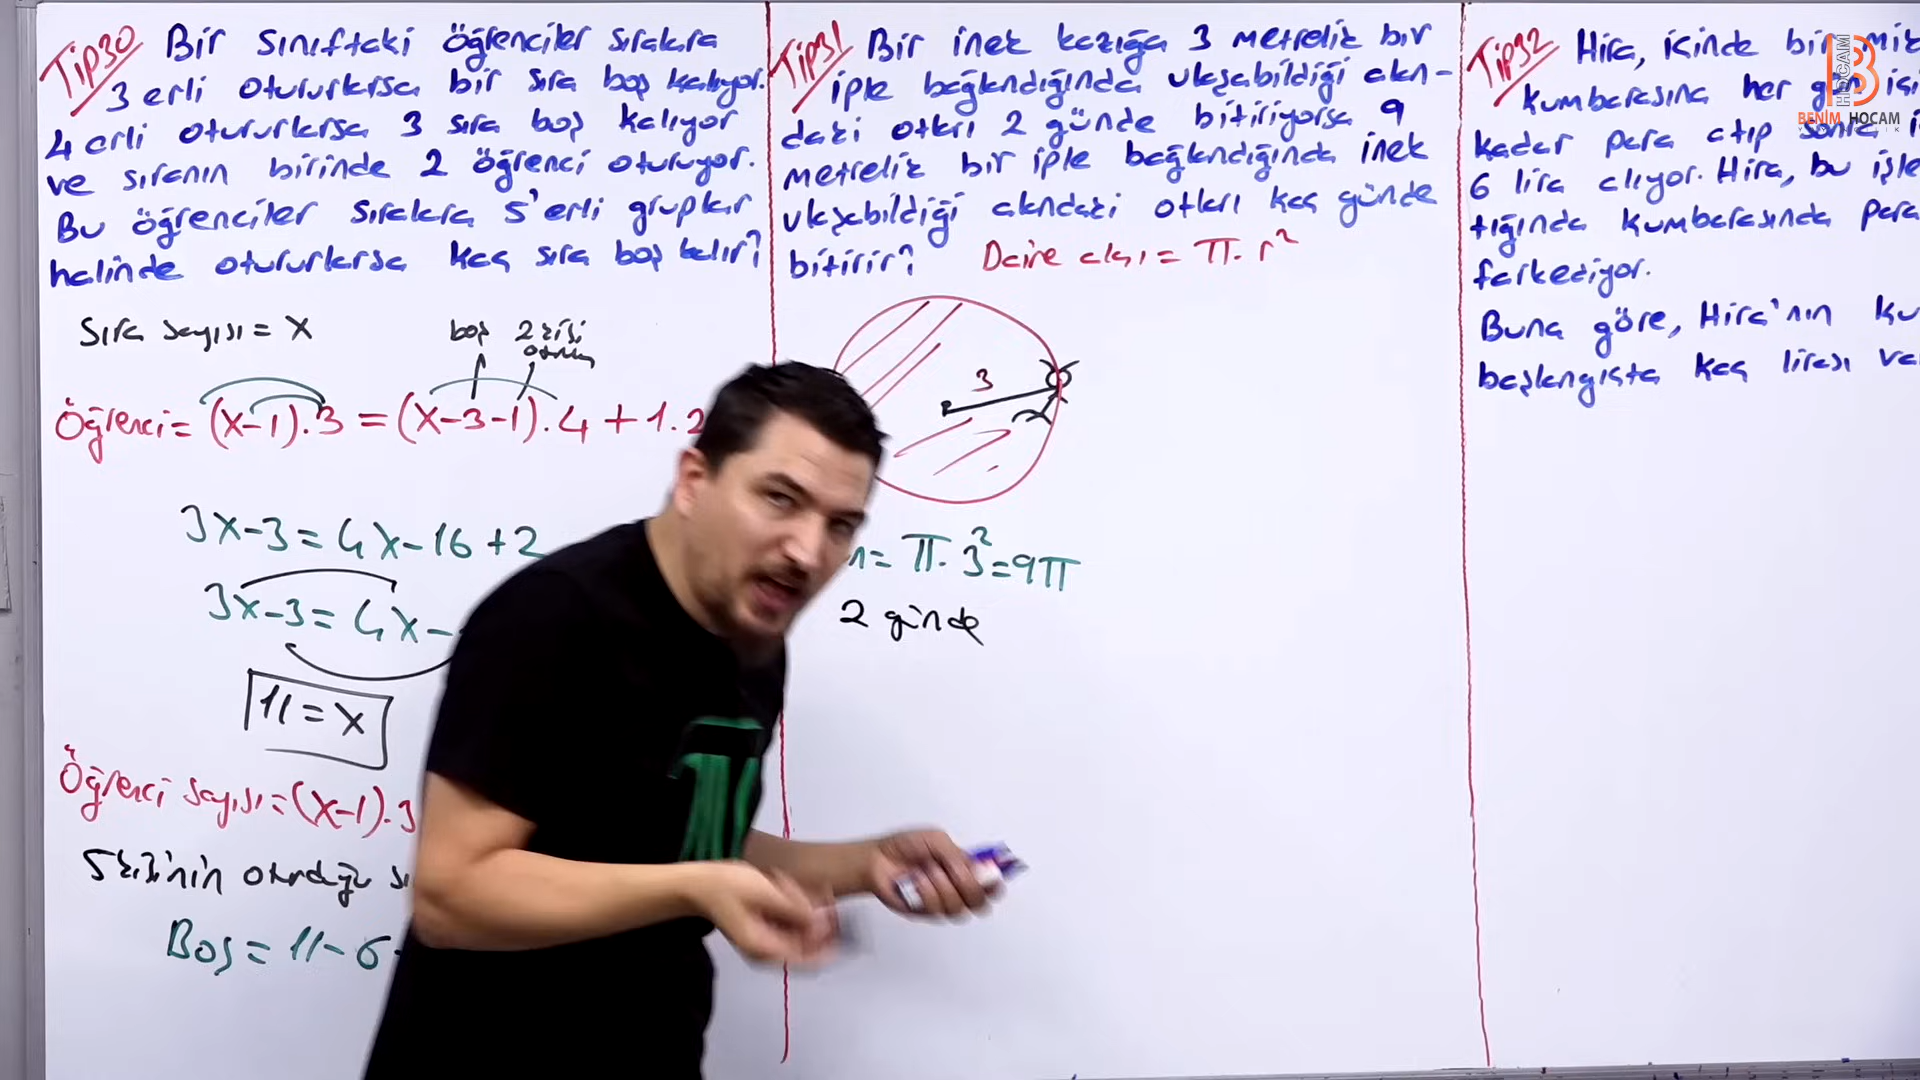 Tip30 Bir sınıftaki öğrenciler sıralara
3 erli otururlarsa bir sıra boş kalıyor.
4 erli otururlarsa 3 sıra boş kalıyor
ve sıranın birinde 2 öğrenci oturuyor.
Bu öğrenciler sıralara 5'erli gruplar
halinde otururlarsa kaç sıra boş kalır?
Sıra sayısı = x
boş 2 kişi
Öğrenci = (x-1).3 = (x-3-1).4 + 1.2
3x-3 = 4x-16+2
3x-3 = 4x-
11 = x
Öğrenci sayısı = (x-1).3
5 kişinin oturduğu
Boş = 11-6
Tip31 Bir inek kazığa 3 metrelik bir
iple bağlandığında ulaşabildiği alan-
daki otları 2 günde bitiriyorsa 9
metrelik bir iple bağlandığında inek
ulaşabildiği alandaki otları kaç günde
bitirir?
Daire alanı = π.r²
3
= π.3² = 9π
2 günde
Tip32 Hira, içinde bir
kumbarasına her gün
kadar para atıp sonra
6 lira alıyor. Hira, bu
tığında kumbarasında para
farkediyor.
Buna göre, Hira'nın
başlangıçta kaç lirası
B
HOCAM
BENİM HOCAM